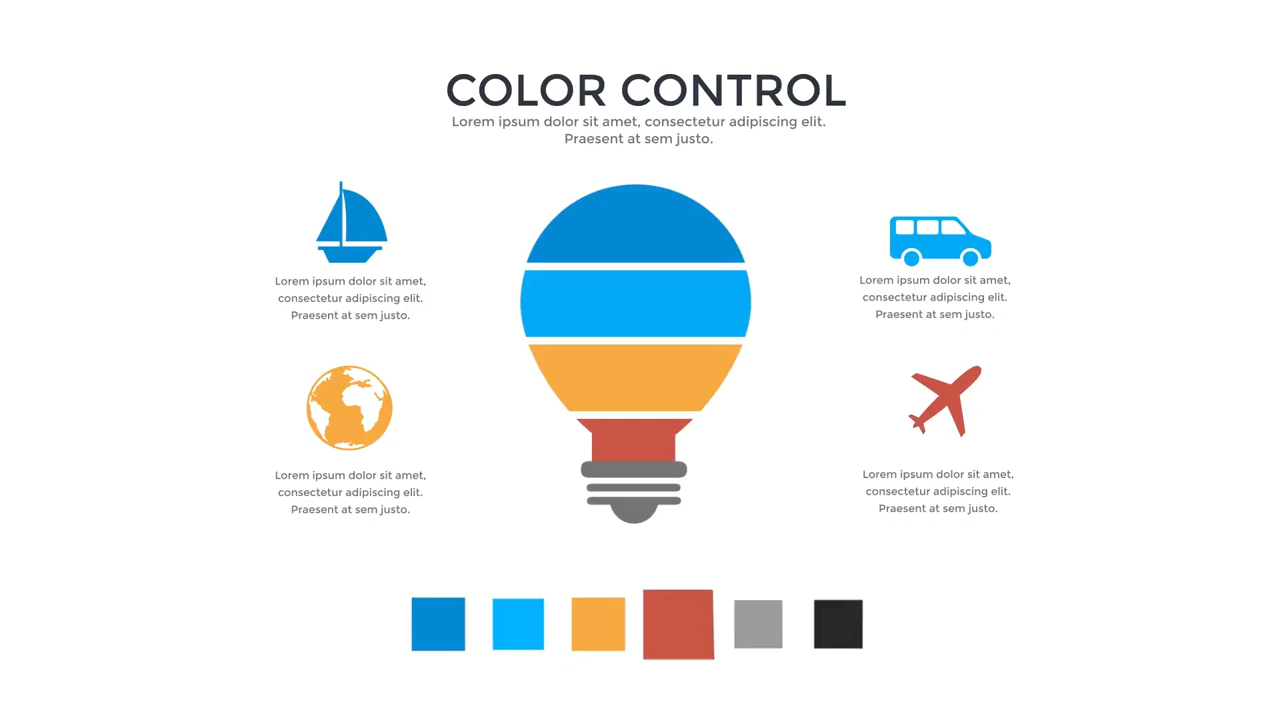 COLOR CONTROL
Lorem ipsum dolor sit amet, consectetur adipiscing elit.
Praesent at sem justo.
Lorem ipsum dolor sit amet,
consectetur adipiscing elit.
Praesent at sem justo.
Lorem ipsum dolor sit amet,
consectetur adipiscing elit.
Praesent at sem justo.
Lorem ipsum dolor sit amet,
consectetur adipiscing elit.
Praesent at sem justo.
Lorem ipsum dolor sit amet,
consectetur adipiscing elit.
Praesent at sem justo.